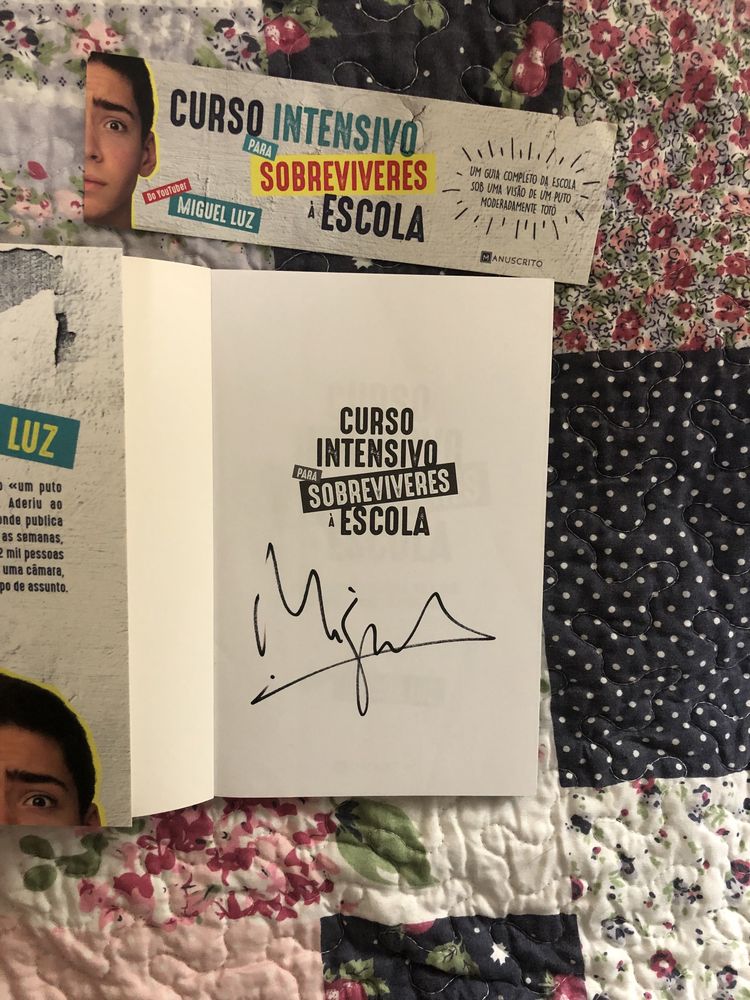 CURSO INTENSIVO
PARA
SOBREVIVERES
À ESCOLA
Do YouTuber
MIGUEL LUZ
UM GUIA COMPLETO DA ESCOLA
SOB UMA VISÃO DE UM PUTO
MODERADAMENTE TOTÓ
MANUSCRITO
LUZ
o «um puto
. Aderiu ao
onde publica
as semanas,
2 mil pessoas
uma câmara,
po de assunto.
CURSO
INTENSIVO
PARA
SOBREVIVERES
À ESCOLA
Miguel